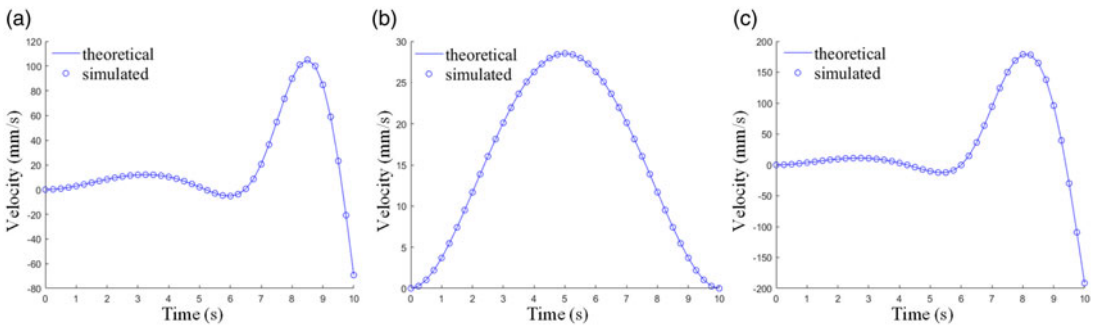 (a)
120
100
80
60
40
20
0
-20
-40
-60
-80
Velocity (mm/s)
theoretical
simulated
0 1 2 3 4 5 6 7 8 9 10
Time (s)
(b)
30
25
20
15
10
5
0
Velocity (mm/s)
theoretical
simulated
0 1 2 3 4 5 6 7 8 9 10
Time (s)
(c)
200
150
100
50
0
-50
-100
-150
-200
Velocity (mm/s)
theoretical
simulated
0 1 2 3 4 5 6 7 8 9 10
Time (s)